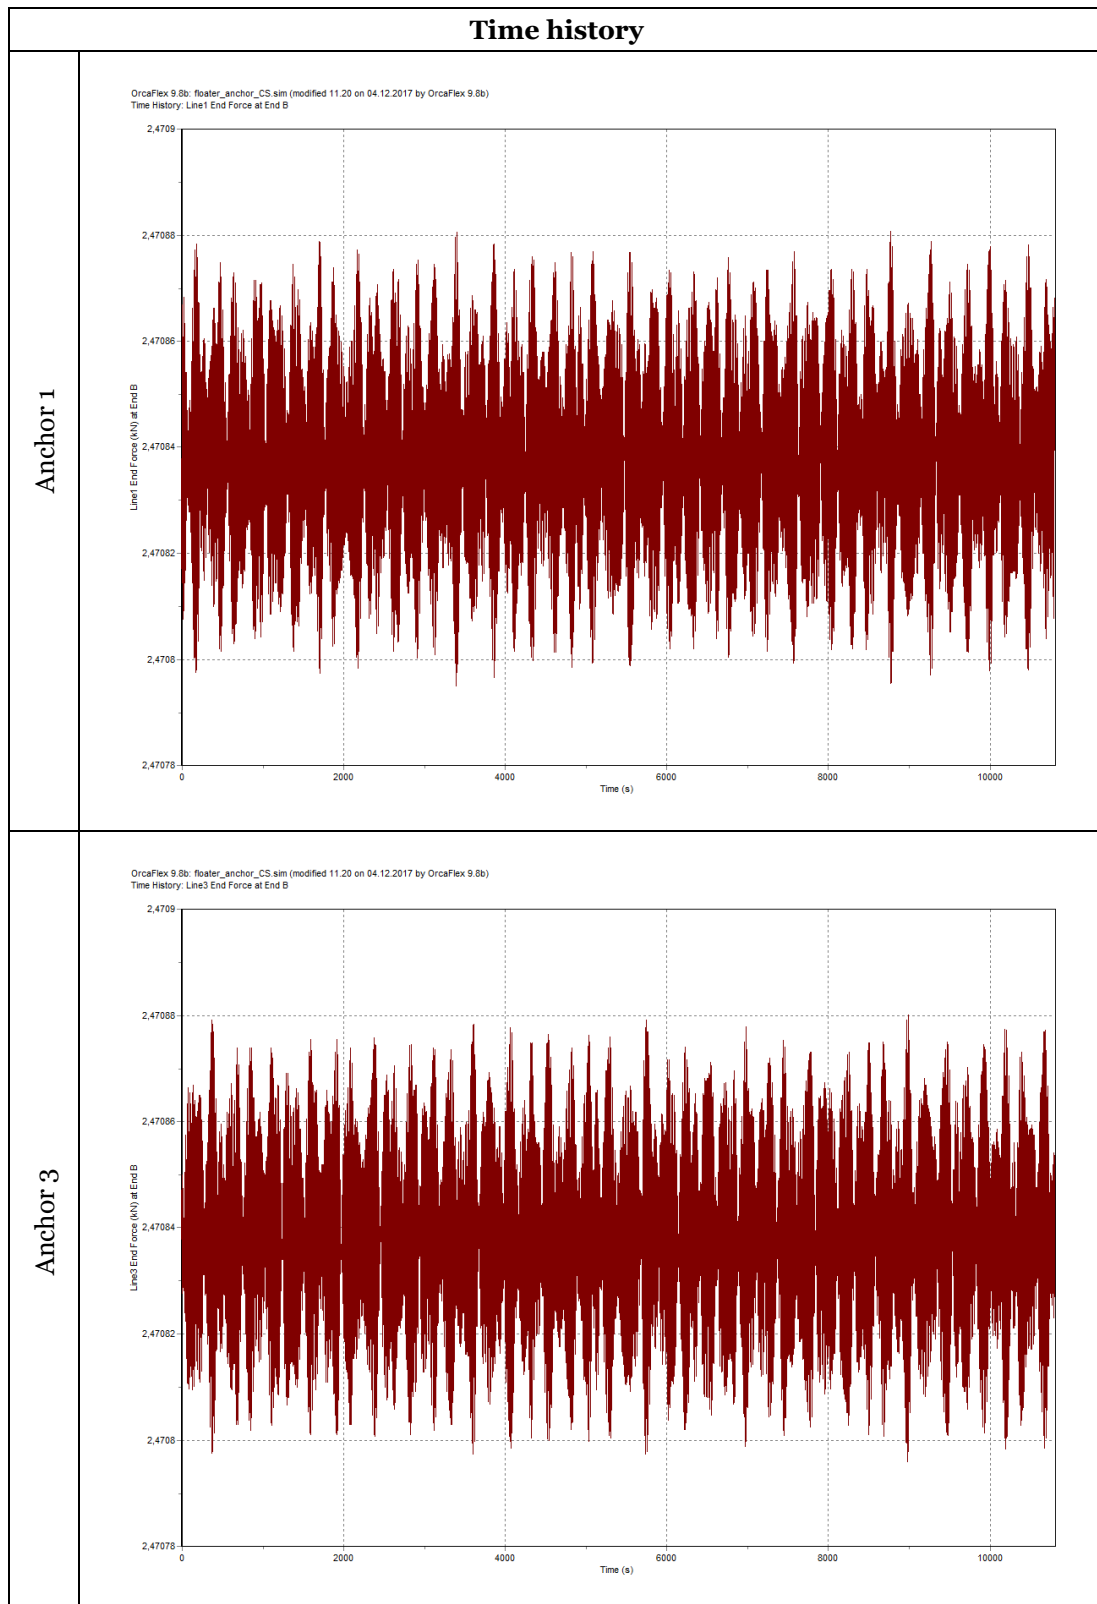 Time history
Anchor 1
OrcaFlex 9.8b: floater_anchor_CS.sim (modified 11.20 on 04.12.2017 by OrcaFlex 9.8b)
Time History: Line1 End Force at End B
2,4709
2,47088
2,47086
2,47084
2,47082
2,4708
2,47078
Line1 End Force (kN) at End B
0 2000 4000 6000 8000 10000
Time (s)
Anchor 3
OrcaFlex 9.8b: floater_anchor_CS.sim (modified 11.20 on 04.12.2017 by OrcaFlex 9.8b)
Time History: Line3 End Force at End B
2,4709
2,47088
2,47086
2,47084
2,47082
2,4708
2,47078
Line3 End Force (kN) at End B
0 2000 4000 6000 8000 10000
Time (s)